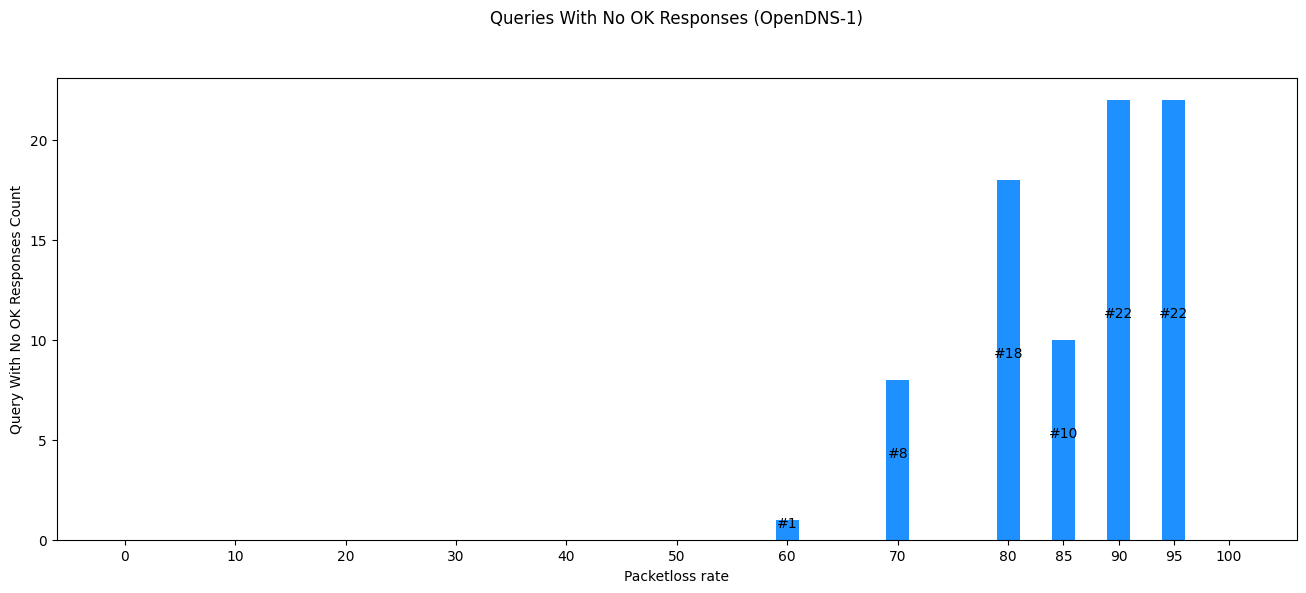 Queries With No OK Responses (OpenDNS-1)
Query With No OK Responses Count
20
15
10
5
0
#1
#8
#18
#10
#22
#22
0 10 20 30 40 50 60 70 80 85 90 95 100
Packetloss rate